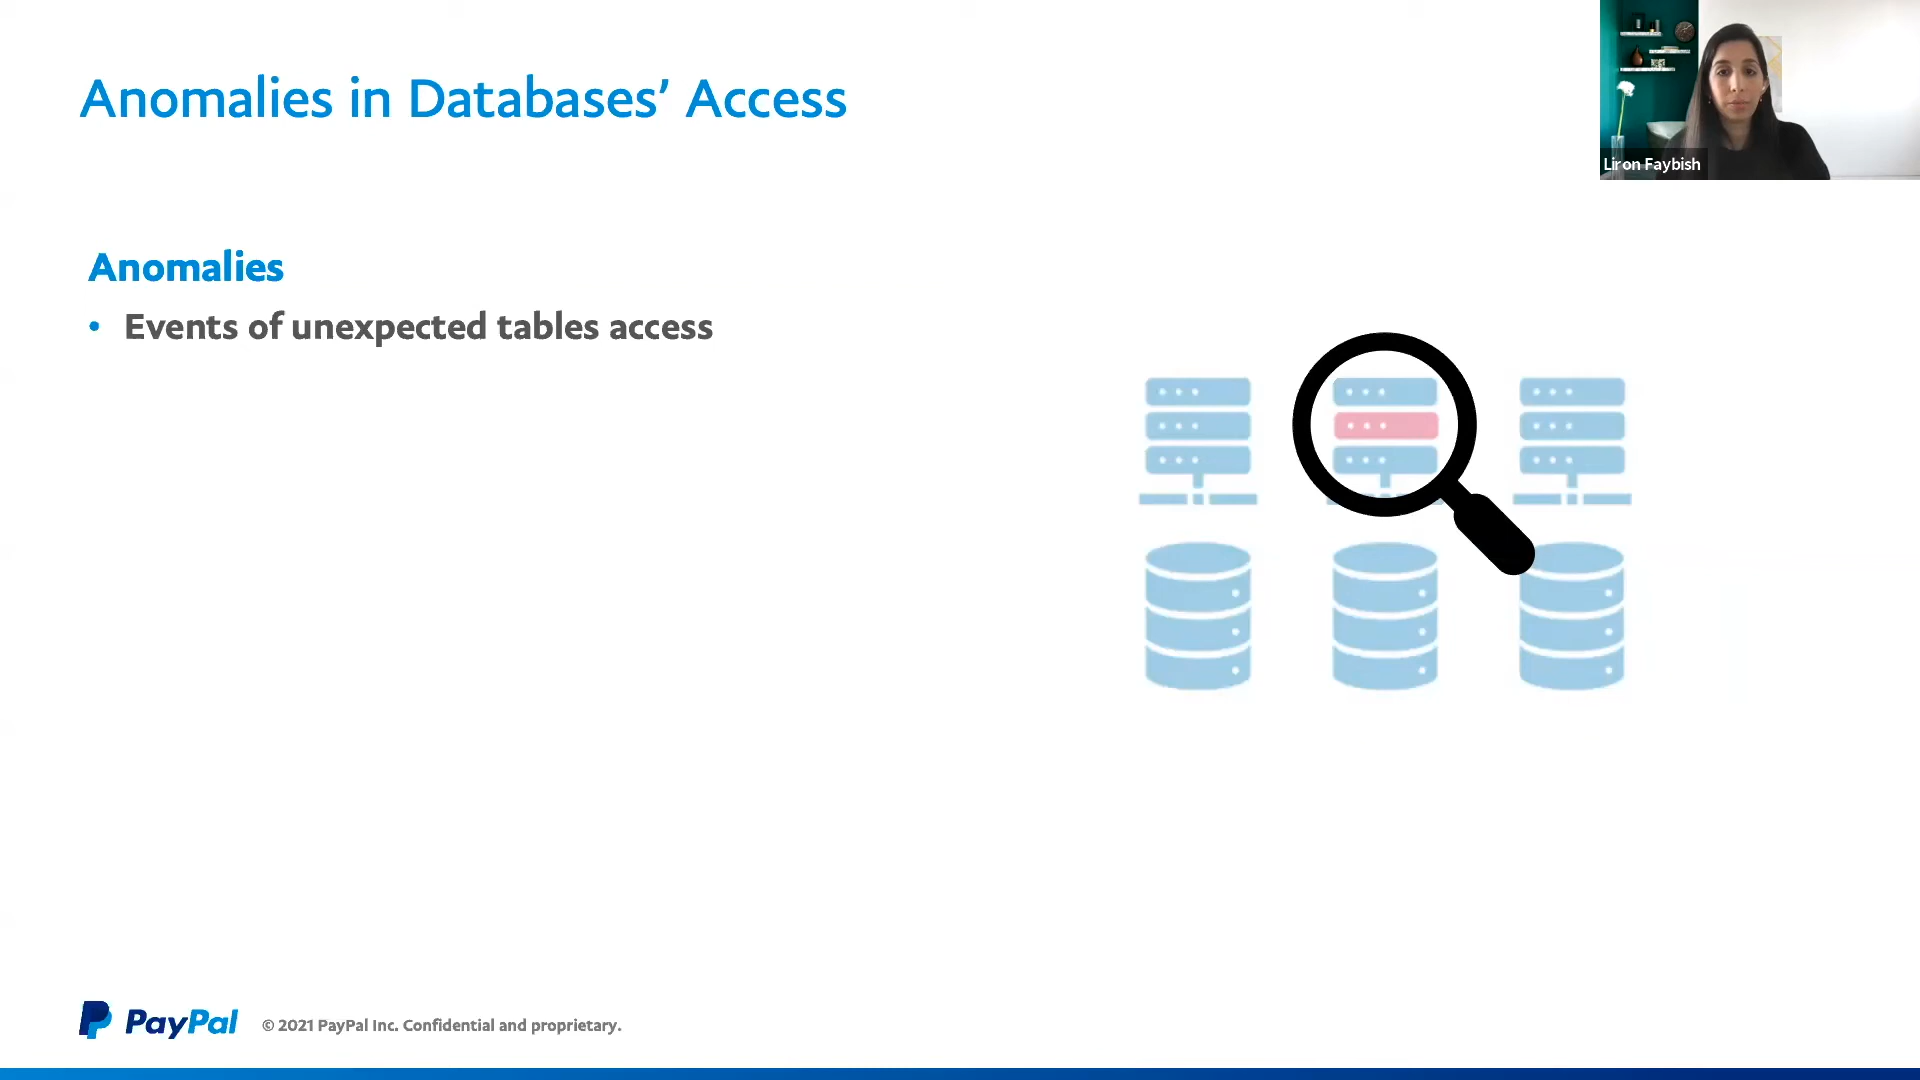 Anomalies in Databases’ Access
Liron Faybish
Anomalies
• Events of unexpected tables access
PayPal
© 2021 PayPal Inc. Confidential and proprietary.